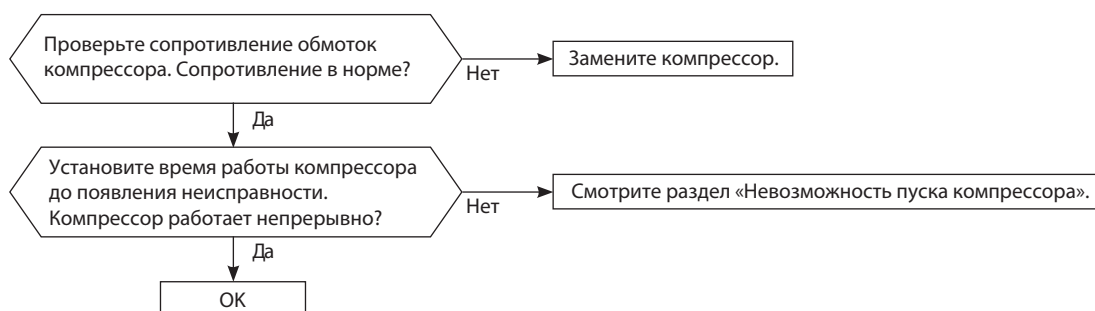 Проверьте сопротивление обмоток
компрессора. Сопротивление в норме?
Нет
Замените компрессор.
Да
Установите время работы компрессора
до появления неисправности.
Компрессор работает непрерывно?
Нет
Смотрите раздел «Невозможность пуска компрессора».
Да
OK